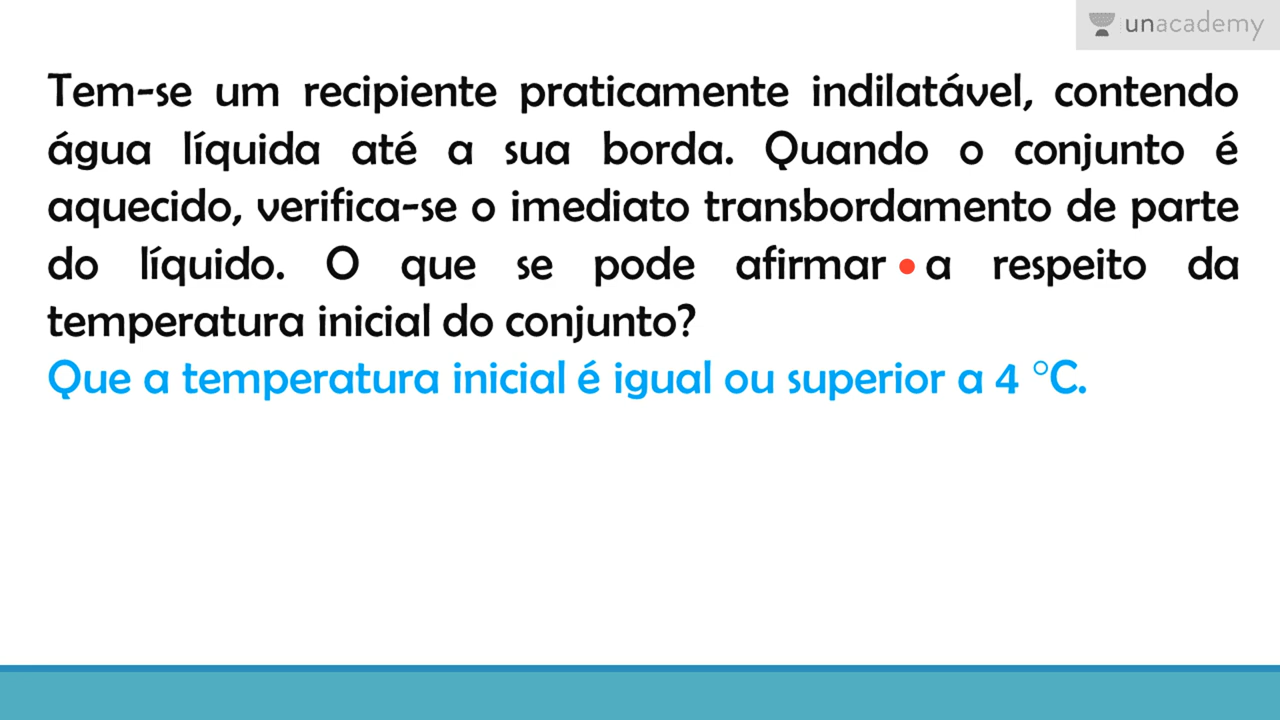 unacademy
Tem-se um recipiente praticamente indilatável, contendo
água líquida até a sua borda. Quando o conjunto é
aquecido, verifica-se o imediato transbordamento de parte
do líquido. O que se pode afirmar a respeito da
temperatura inicial do conjunto?
Que a temperatura inicial é igual ou superior a 4 °C.